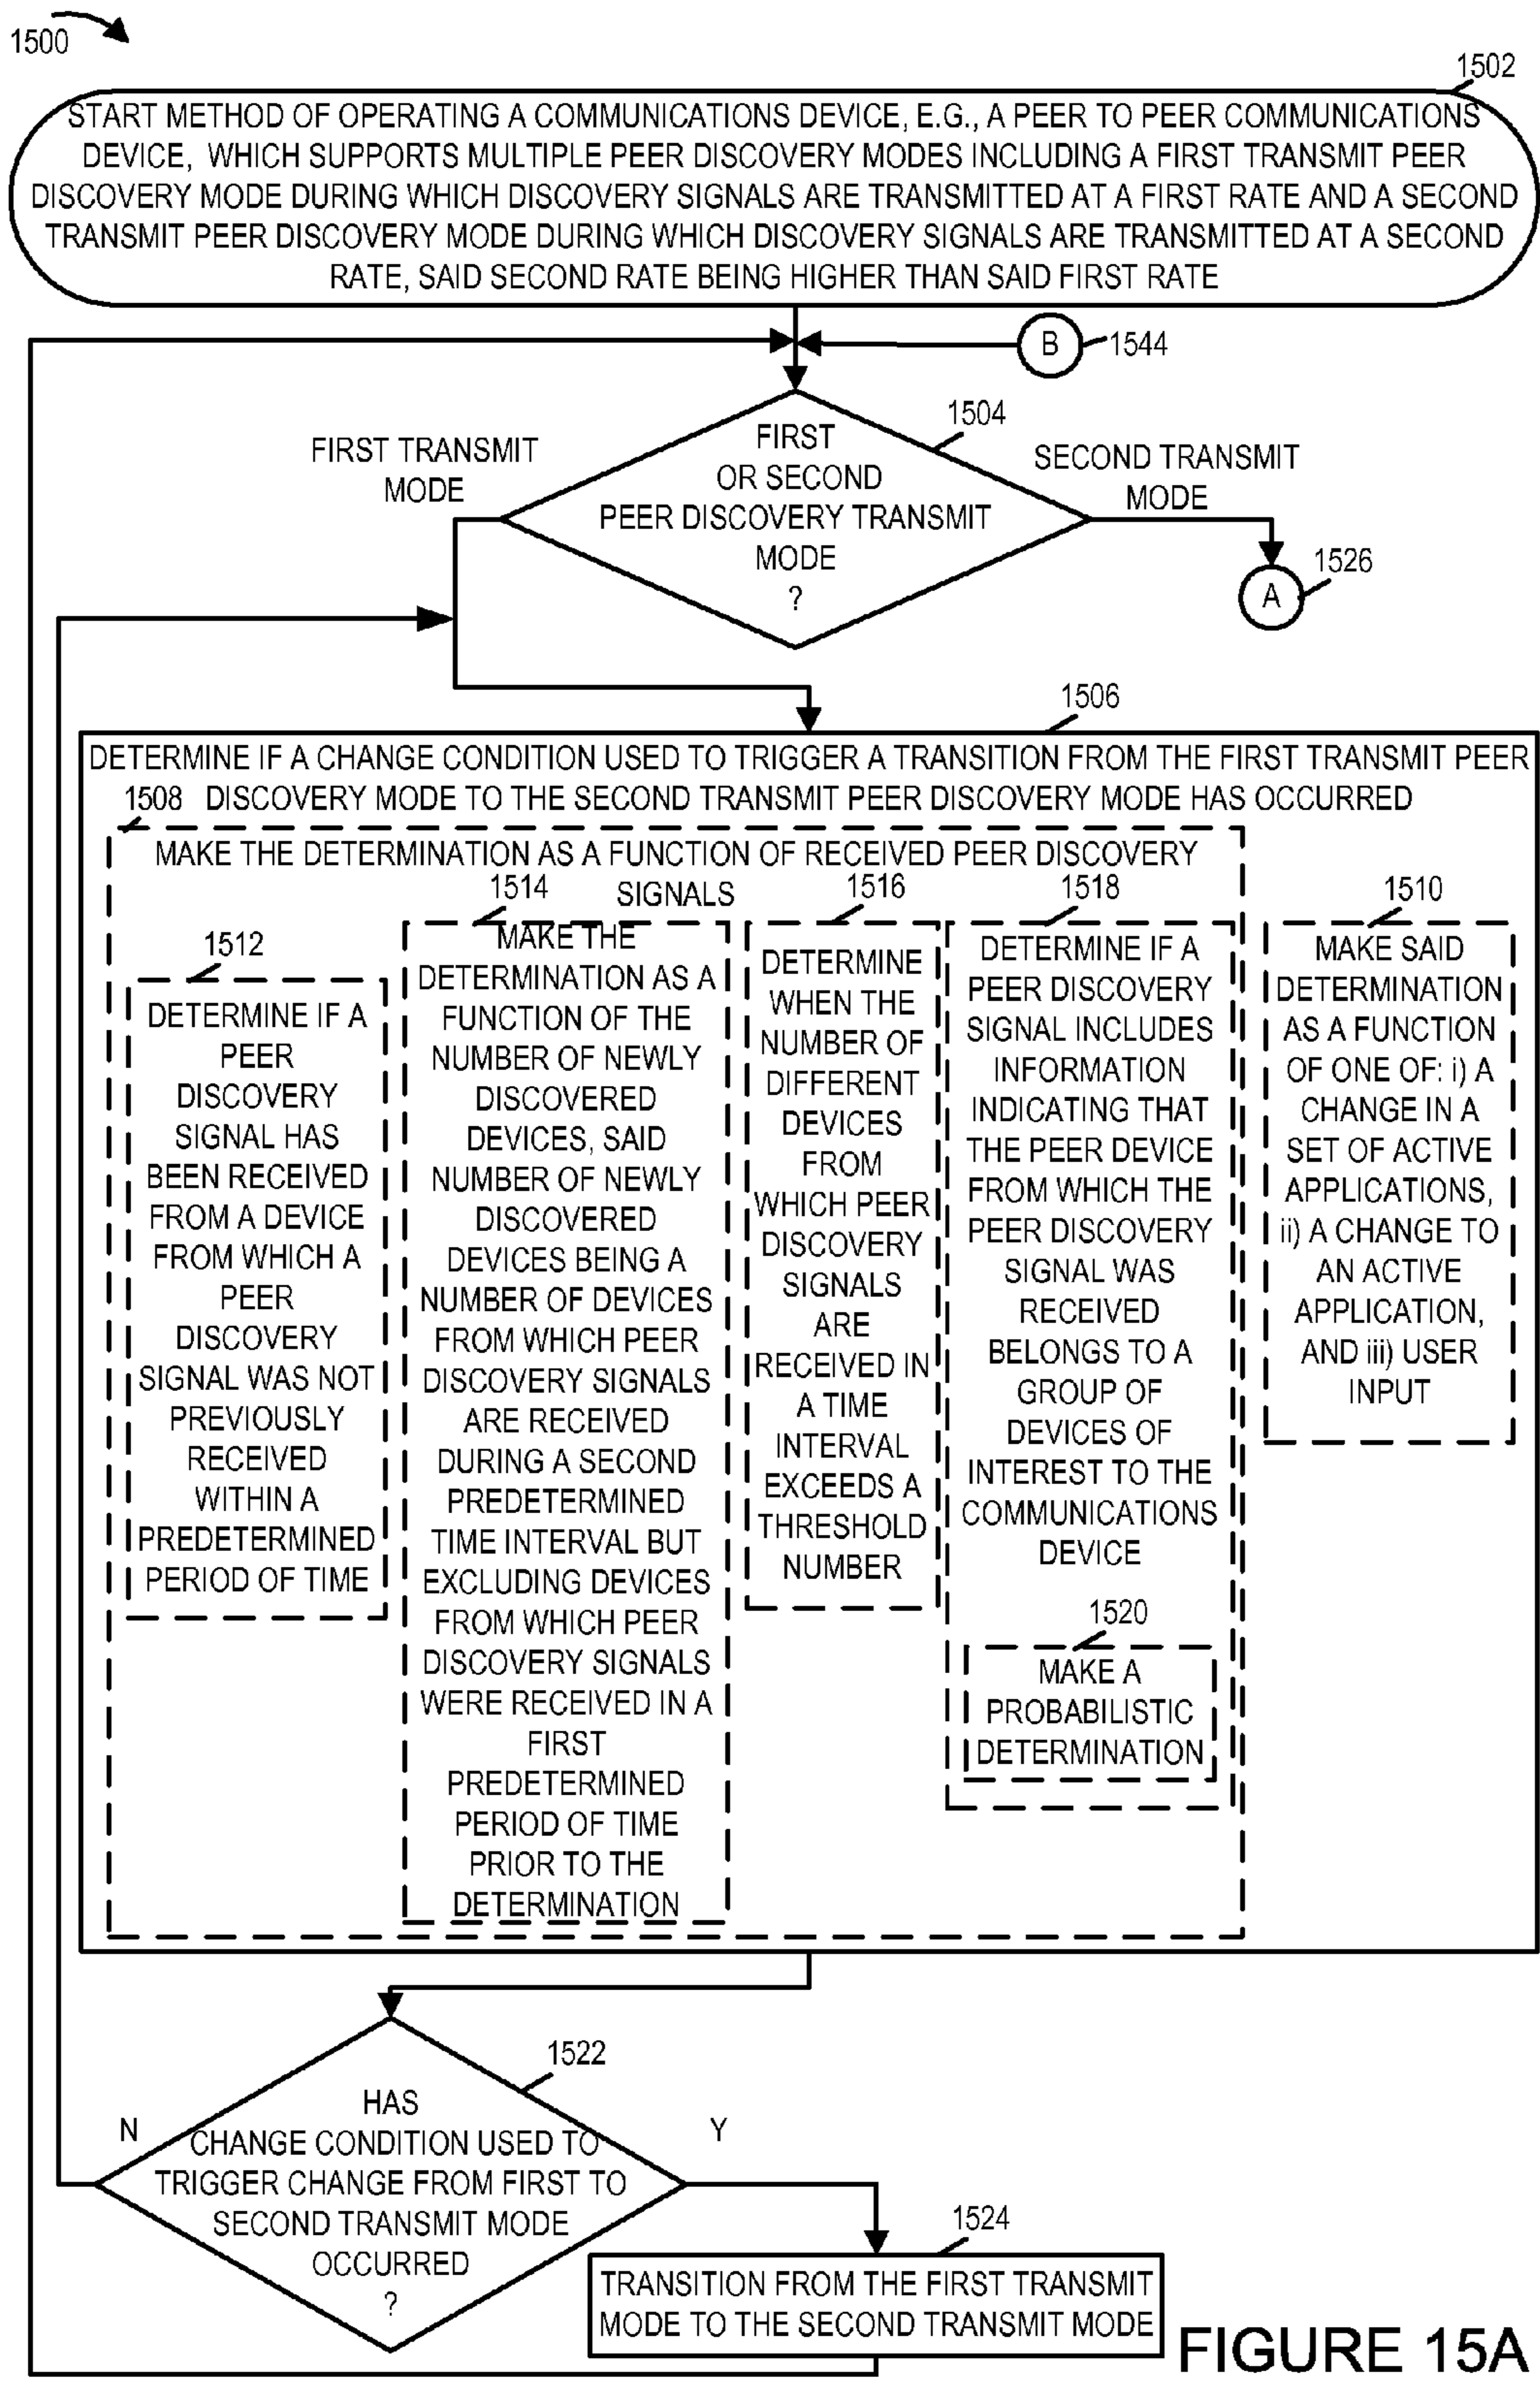 1500
1502
START METHOD OF OPERATING A COMMUNICATIONS DEVICE, E.G., A PEER TO PEER COMMUNICATIONS
DEVICE, WHICH SUPPORTS MULTIPLE PEER DISCOVERY MODES INCLUDING A FIRST TRANSMIT PEER
DISCOVERY MODE DURING WHICH DISCOVERY SIGNALS ARE TRANSMITTED AT A FIRST RATE AND A SECOND
TRANSMIT PEER DISCOVERY MODE DURING WHICH DISCOVERY SIGNALS ARE TRANSMITTED AT A SECOND
RATE, SAID SECOND RATE BEING HIGHER THAN SAID FIRST RATE
B
1544
1504
FIRST
OR SECOND
PEER DISCOVERY TRANSMIT
MODE
?
FIRST TRANSMIT
MODE
SECOND TRANSMIT
MODE
A
1526
1506
DETERMINE IF A CHANGE CONDITION USED TO TRIGGER A TRANSITION FROM THE FIRST TRANSMIT PEER
DISCOVERY MODE TO THE SECOND TRANSMIT PEER DISCOVERY MODE HAS OCCURRED
1508
MAKE THE DETERMINATION AS A FUNCTION OF RECEIVED PEER DISCOVERY
SIGNALS
1512
DETERMINE IF A
PEER
DISCOVERY
SIGNAL HAS
BEEN RECEIVED
FROM A DEVICE
FROM WHICH A
PEER
DISCOVERY
SIGNAL WAS NOT
PREVIOUSLY
RECEIVED
WITHIN A
PREDETERMINED
PERIOD OF TIME
1514
MAKE THE
DETERMINATION AS A
FUNCTION OF THE
NUMBER OF NEWLY
DISCOVERED
DEVICES, SAID
NUMBER OF NEWLY
DISCOVERED
DEVICES BEING A
NUMBER OF DEVICES
FROM WHICH PEER
DISCOVERY SIGNALS
ARE RECEIVED
DURING A SECOND
PREDETERMINED
TIME INTERVAL BUT
EXCLUDING DEVICES
FROM WHICH PEER
DISCOVERY SIGNALS
WERE RECEIVED IN A
FIRST
PREDETERMINED
PERIOD OF TIME
PRIOR TO THE
DETERMINATION
1516
DETERMINE
WHEN THE
NUMBER OF
DIFFERENT
DEVICES
FROM
WHICH PEER
DISCOVERY
SIGNALS
ARE
RECEIVED IN
A TIME
INTERVAL
EXCEEDS A
THRESHOLD
NUMBER
1518
DETERMINE IF A
PEER DISCOVERY
SIGNAL INCLUDES
INFORMATION
INDICATING THAT
THE PEER DEVICE
FROM WHICH THE
PEER DISCOVERY
SIGNAL WAS
RECEIVED
BELONGS TO A
GROUP OF
DEVICES OF
INTEREST TO THE
COMMUNICATIONS
DEVICE
1520
MAKE A
PROBABILISTIC
DETERMINATION
1510
MAKE SAID
DETERMINATION
AS A FUNCTION
OF ONE OF: i) A
CHANGE IN A
SET OF ACTIVE
APPLICATIONS,
ii) A CHANGE TO
AN ACTIVE
APPLICATION,
AND iii) USER
INPUT
1522
HAS
CHANGE CONDITION USED TO
TRIGGER CHANGE FROM FIRST TO
SECOND TRANSMIT MODE
OCCURRED
?
N
Y
1524
TRANSITION FROM THE FIRST TRANSMIT
MODE TO THE SECOND TRANSMIT MODE
FIGURE 15A